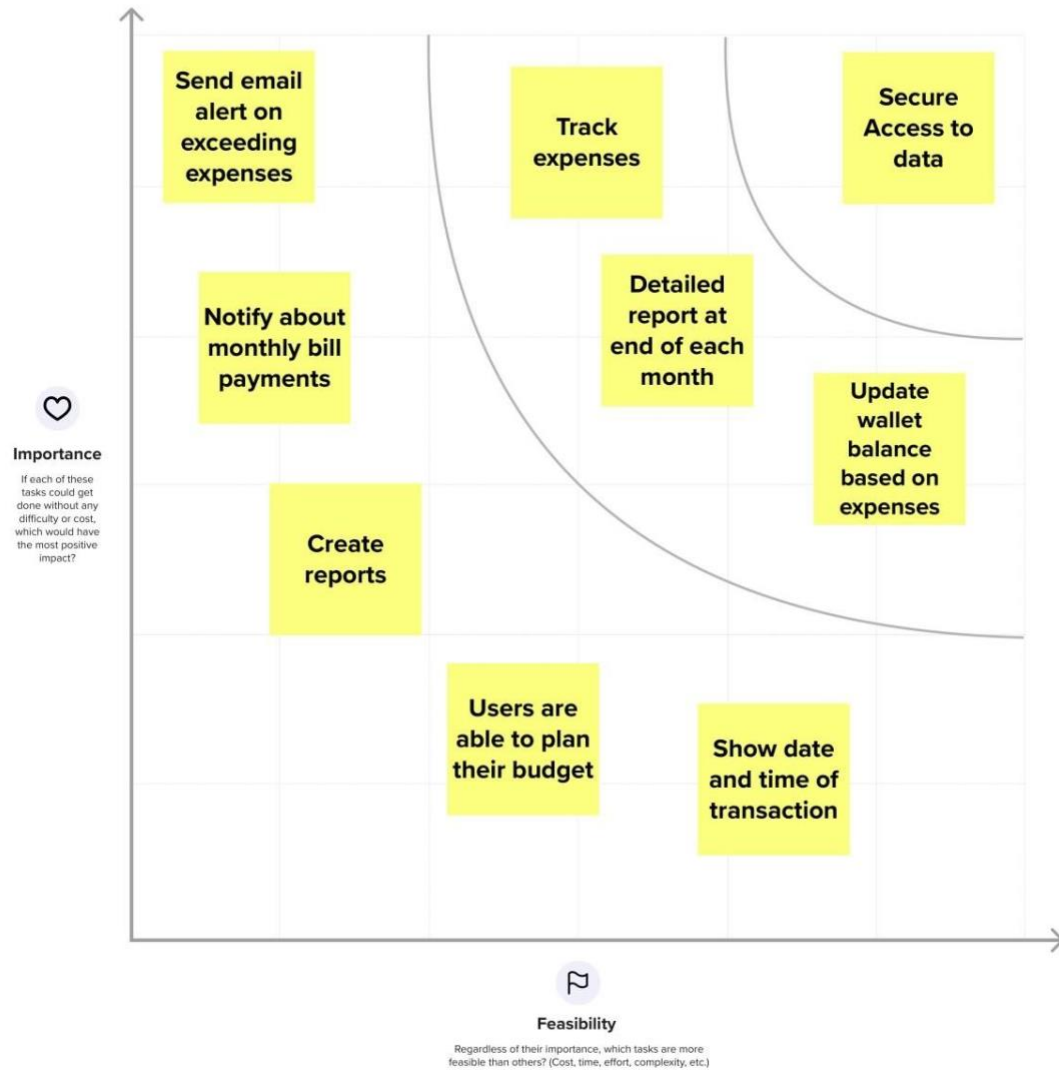 Send email
alert on
exceeding
expenses
Track
expenses
Secure
Access to
data
Notify about
monthly bill
payments
Detailed
report at
end of each
month
Update
wallet
balance
based on
expenses
Importance
If each of these
tasks could get
done without any
difficulty or cost,
which would have
the most positive
impact?
Create
reports
Users are
able to plan
their budget
Show date
and time of
transaction
Feasibility
Regardless of their importance, which tasks are more
feasible than others? (Cost, time, effort, complexity, etc.)